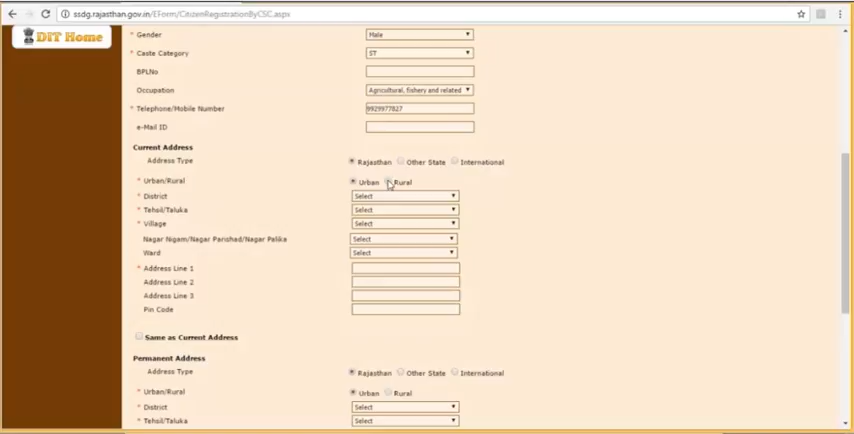 ssdg.rajasthan.gov.in/EForm/CitizenRegistrationByCSC.aspx
DIT Home
* Gender Male
* Caste Category ST
BPLNo
Occupation Agricultural, fishery and related
* Telephone/Mobile Number 9929977827
e-Mail ID
Current Address
Address Type Rajasthan Other State International
* Urban/Rural Urban Rural
* District Select
* Tehsil/Taluka Select
* Village Select
Nagar Nigam/Nagar Parishad/Nagar Palika Select
Ward Select
* Address Line 1
* Address Line 2
* Address Line 3
Pin Code
Same as Current Address
Permanent Address
Address Type Rajasthan Other State International
* Urban/Rural Urban Rural
* District Select
* Tehsil/Taluka Select